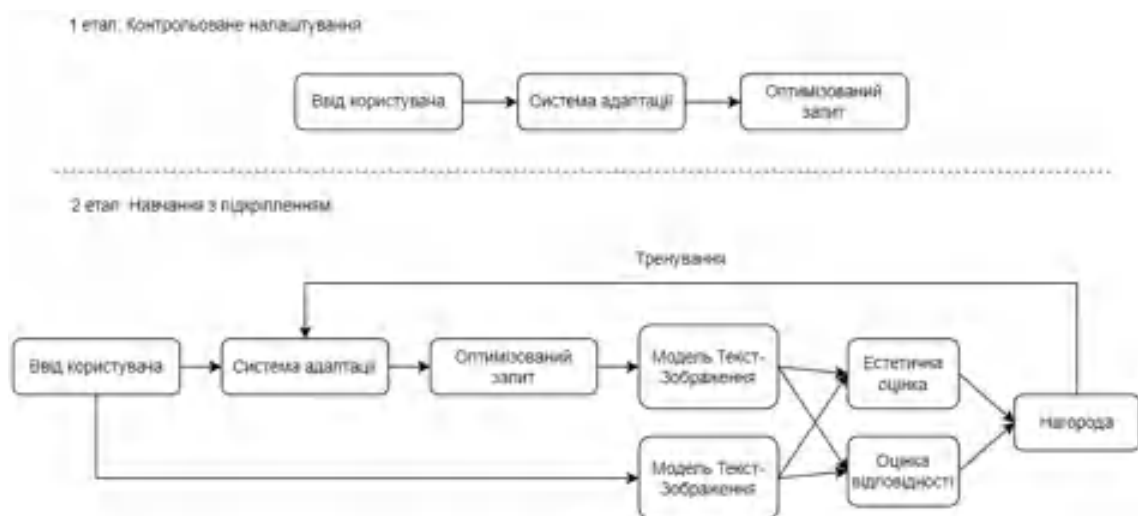 1 етап. Контрольоване налаштування
Ввід користувача
Система адаптації
Оптимізований
запит
2 етап. Навчання з підкріпленням
Тренування
Ввід користувача
Система адаптації
Оптимізований
запит
Модель Текст-
Зображення
Естетична
оцінка
Нагорода
Модель Текст-
Зображення
Оцінка
відповідності